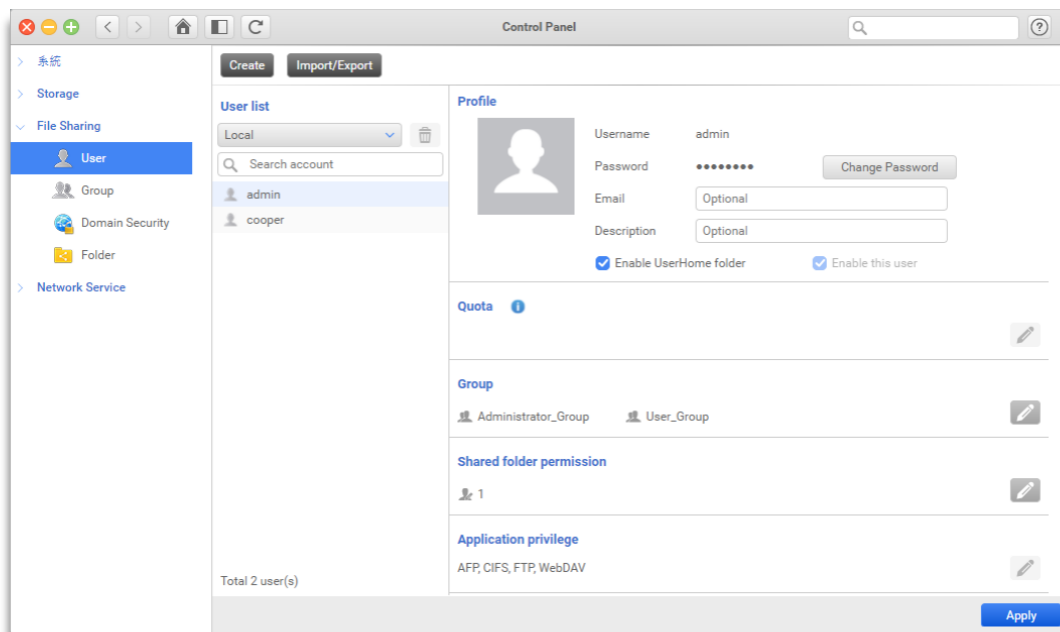 Control Panel
系統
Storage
File Sharing
User
Group
Domain Security
Folder
Network Service
Create Import/Export
User list
Local
Search account
admin
cooper
Total 2 user(s)
Profile
Username admin
Password ●●●●●●●● Change Password
Email Optional
Description Optional
Enable UserHome folder Enable this user
Quota
Group
Administrator_Group User_Group
Shared folder permission
1
Application privilege
AFP, CIFS, FTP, WebDAV
Apply